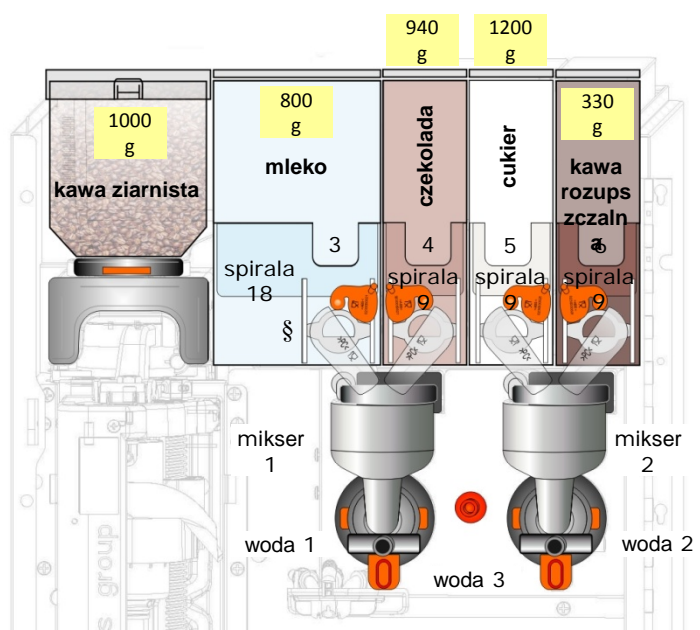 940
g
1200
g
1000
g
800
g
330
g
kawa ziarnista
mleko
czekolada
cukier
kawa
rozups
zczaln
a
3
4
5
6
spirala
18
spirala
9
spirala
9
spirala
9
§
mikser
1
mikser
2
woda 1
woda 3
woda 2
s group